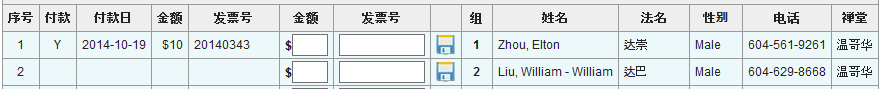 序号 付款 付款日 金额 发票号 金额 发票号 组 姓名 法名 性别 电话 禅堂
1 Y 2014-10-19 $10 20140343 $ 1 Zhou, Elton 达崇 Male 604-561-9261 温哥华
2 $ 2 Liu, William - William 达巴 Male 604-629-8668 温哥华